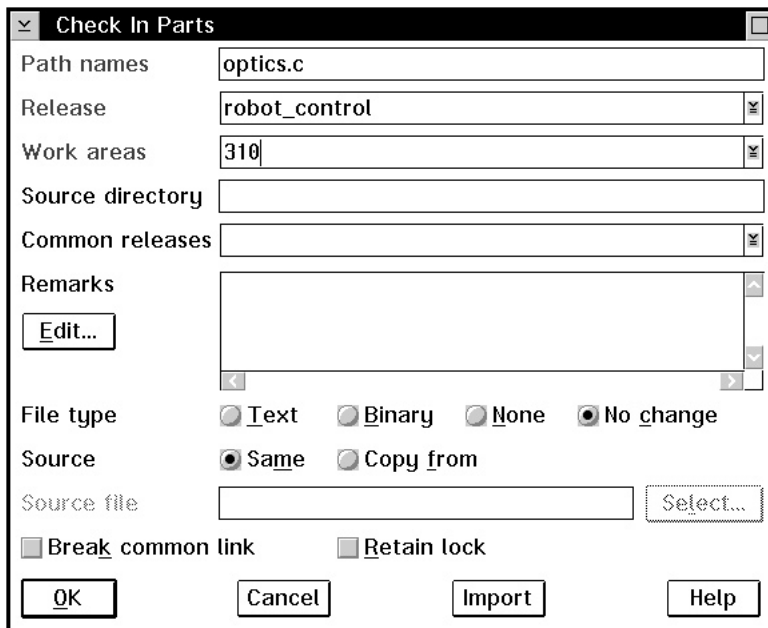 Check In Parts
Path names optics.c
Release robot_control
Work areas 310
Source directory
Common releases
Remarks
Edit...
File type Text Binary None No change
Source Same Copy from
Source file Select...
Break common link Retain lock
OK Cancel Import Help